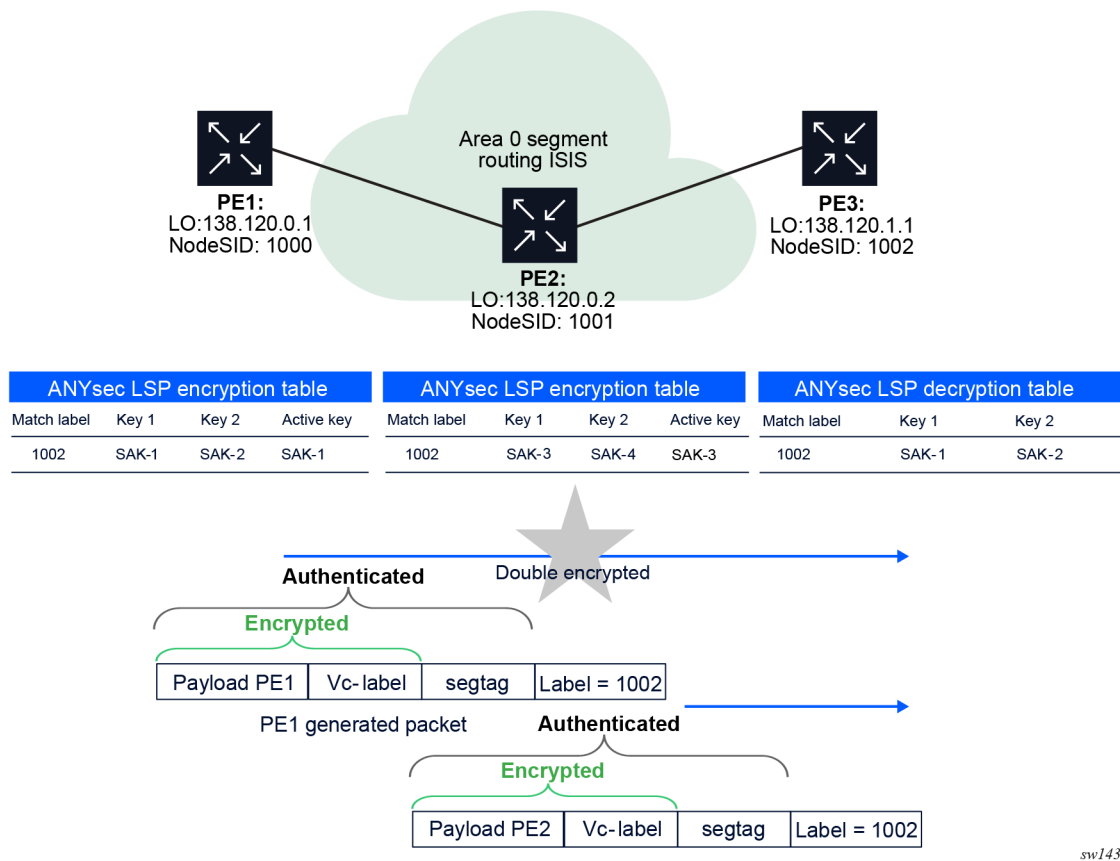 Area 0 segment
routing ISIS
PE1:
LO:138.120.0.1
NodeSID: 1000
PE2:
LO:138.120.0.2
NodeSID: 1001
PE3:
LO:138.120.1.1
NodeSID: 1002
ANYsec LSP encryption table
Match label Key 1 Key 2 Active key
1002 SAK-1 SAK-2 SAK-1
ANYsec LSP encryption table
Match label Key 1 Key 2 Active key
1002 SAK-3 SAK-4 SAK-3
ANYsec LSP decryption table
Match label Key 1 Key 2
1002 SAK-1 SAK-2
Double encrypted
Authenticated
Encrypted
Payload PE1 Vc-label segtag Label = 1002
PE1 generated packet
Authenticated
Encrypted
Payload PE2 Vc-label segtag Label = 1002